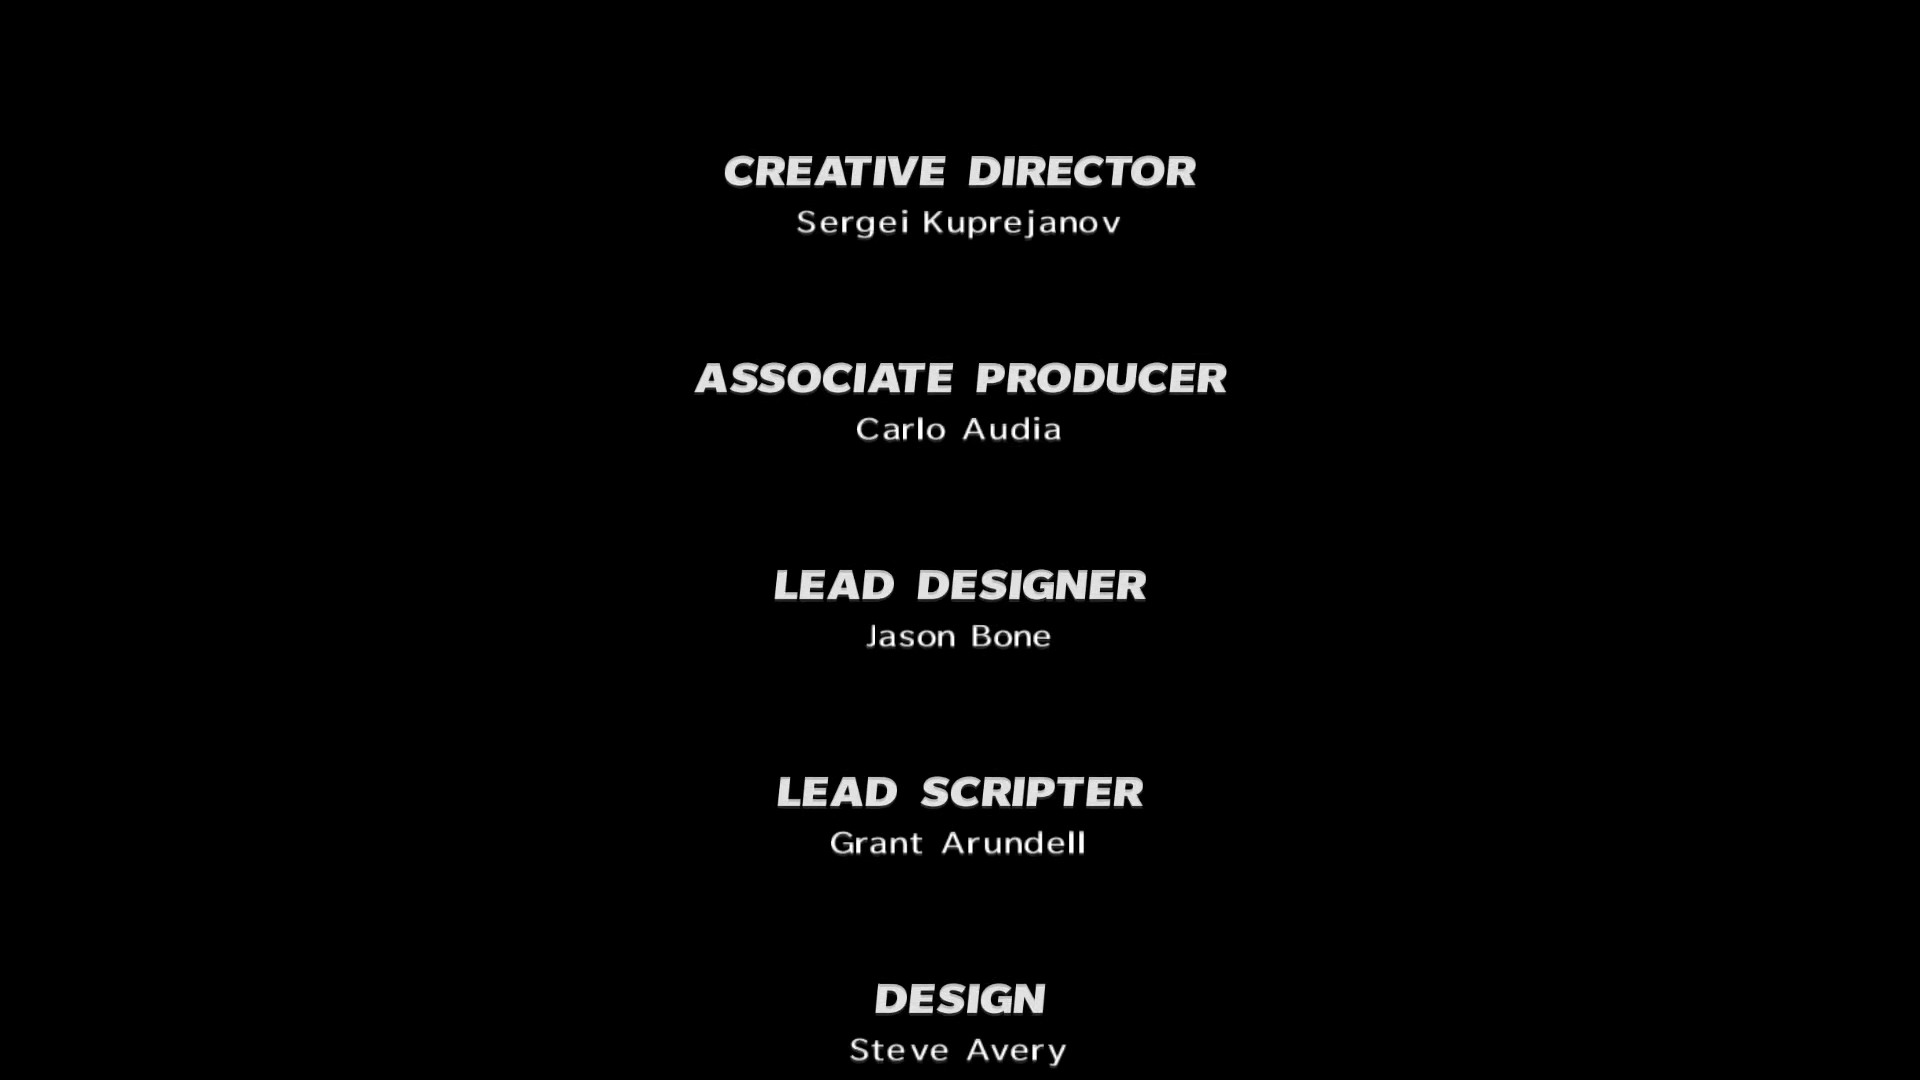 CREATIVE DIRECTOR
Sergei Kuprejanov
ASSOCIATE PRODUCER
Carlo Audia
LEAD DESIGNER
Jason Bone
LEAD SCRIPTER
Grant Arundell
DESIGN
Steve Avery